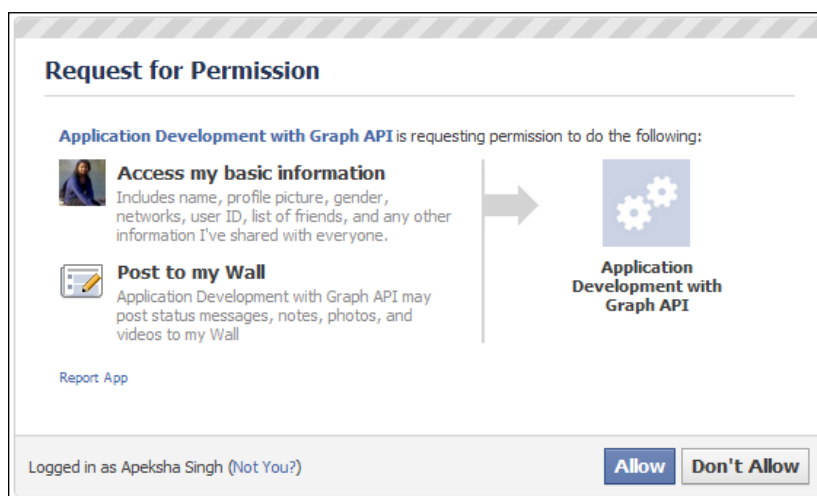 Request for Permission
Application Development with Graph API is requesting permission to do the following:
Access my basic information
Includes name, profile picture, gender,
networks, user ID, list of friends, and any other
information I've shared with everyone.
Post to my Wall
Application Development with Graph API may
post status messages, notes, photos, and
videos to my Wall
Application
Development with
Graph API
Report App
Logged in as Apeksha Singh (Not You?)
Allow
Don't Allow